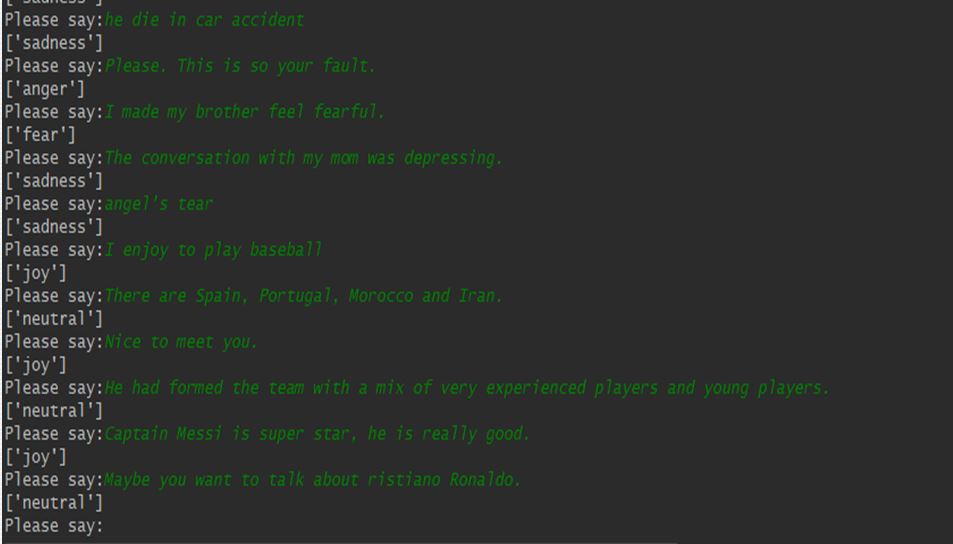 ['sadness']
Please say:he die in car accident
['sadness']
Please say:Please. This is so your fault.
['anger']
Please say:I made my brother feel fearful.
['fear']
Please say:The conversation with my mom was depressing.
['sadness']
Please say:angel's tear
['sadness']
Please say:I enjoy to play baseball
['joy']
Please say:There are Spain, Portugal, Morocco and Iran.
['neutral']
Please say:Nice to meet you.
['joy']
Please say:He had formed the team with a mix of very experienced players and young players.
['neutral']
Please say:Captain Messi is super star, he is really good.
['joy']
Please say:Maybe you want to talk about ristiano Ronaldo.
['neutral']
Please say: